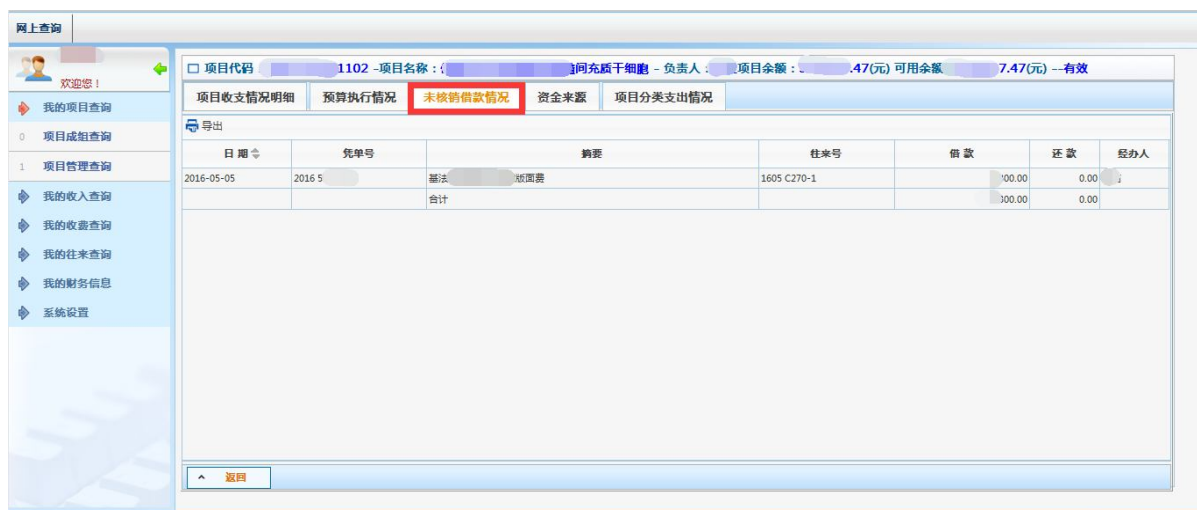 网上查询
欢迎您！
我的项目查询
0 项目成组查询
1 项目管理查询
我的收入查询
我的收费查询
我的往来查询
我的财务信息
系统设置
项目代码 1102 -项目名称： 间充质干细胞 - 负责人： 项目余额： .47(元) 可用余额 7.47(元) --有效
项目收支情况明细 预算执行情况 未核销借款情况 资金来源 项目分类支出情况
导出
日 期 凭单号 摘要 往来号 借 款 还 款 经办人
2016-05-05 2016 5 基法 版面费 1605 C270-1 00.00 0.00
合计 300.00 0.00
返回